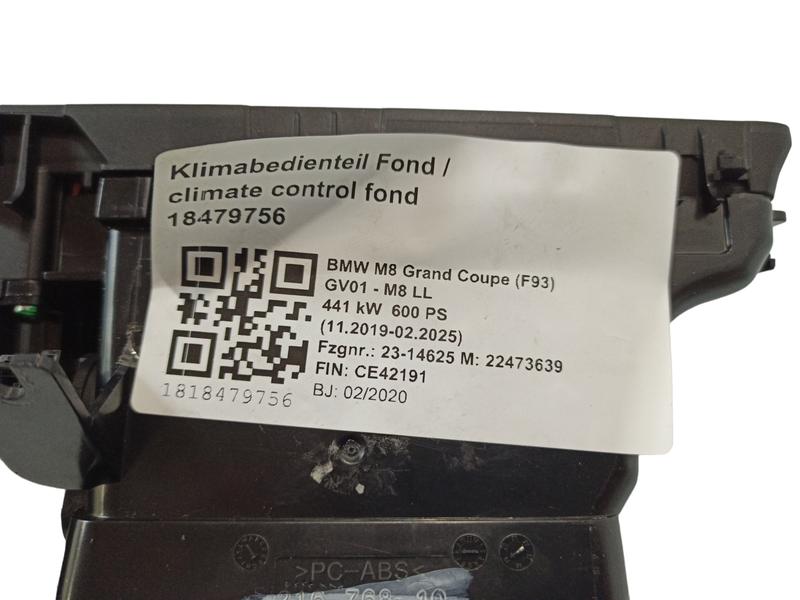 Klimabedienteil Fond /
climate control fond
18479756
BMW M8 Grand Coupe (F93)
GV01 - M8 LL
441 kW 600 PS
(11.2019-02.2025)
Fzgnr.: 23-14625 M: 22473639
FIN: CE42191
BJ: 02/2020
1818479756
>PC-ABS<